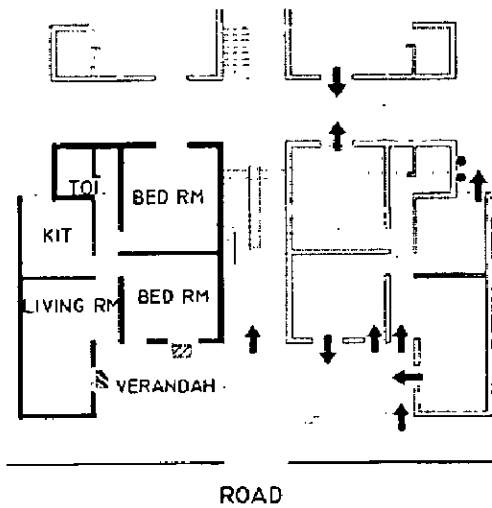 TOI
BED RM
KIT
LIVING RM
BED RM
VERANDAH
ROAD